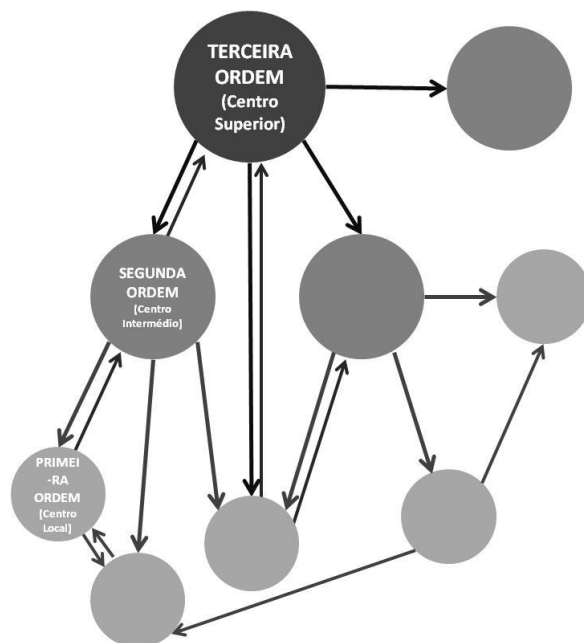 TERCEIRA
ORDEM
(Centro
Superior)
SEGUNDA
ORDEM
(Centro
Intermédio)
PRIMEI
-RA
ORDEM
(Centro
Local)